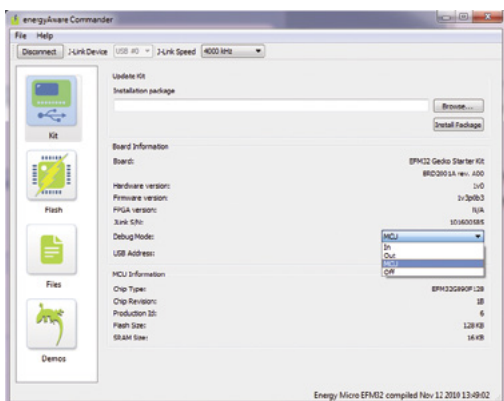 energyAware Commander
File Help
Disconnect J-Link Device USB #0 J-Link Speed 4000 kHz
Update Kit
Installation package
Browse...
Install Package
Kit
Board Information
Board: EFM32 Gecko Starter Kit
BRD2001A rev. A00
Hardware version: 1v0
Firmware version: 1v3p0b3
FPGA version: N/A
JLink S/N: 101600585
Debug Mode: MCU
In
Out
MCU
Off
USB Address:
Flash
MCU Information
Chip Type: EFM32G890F128
Chip Revision: 1B
Production Id: 6
Flash Size: 128 KB
SRAM Size: 16 KB
Files
Demos
Energy Micro EFM32 compiled Nov 12 2010 13:49:02